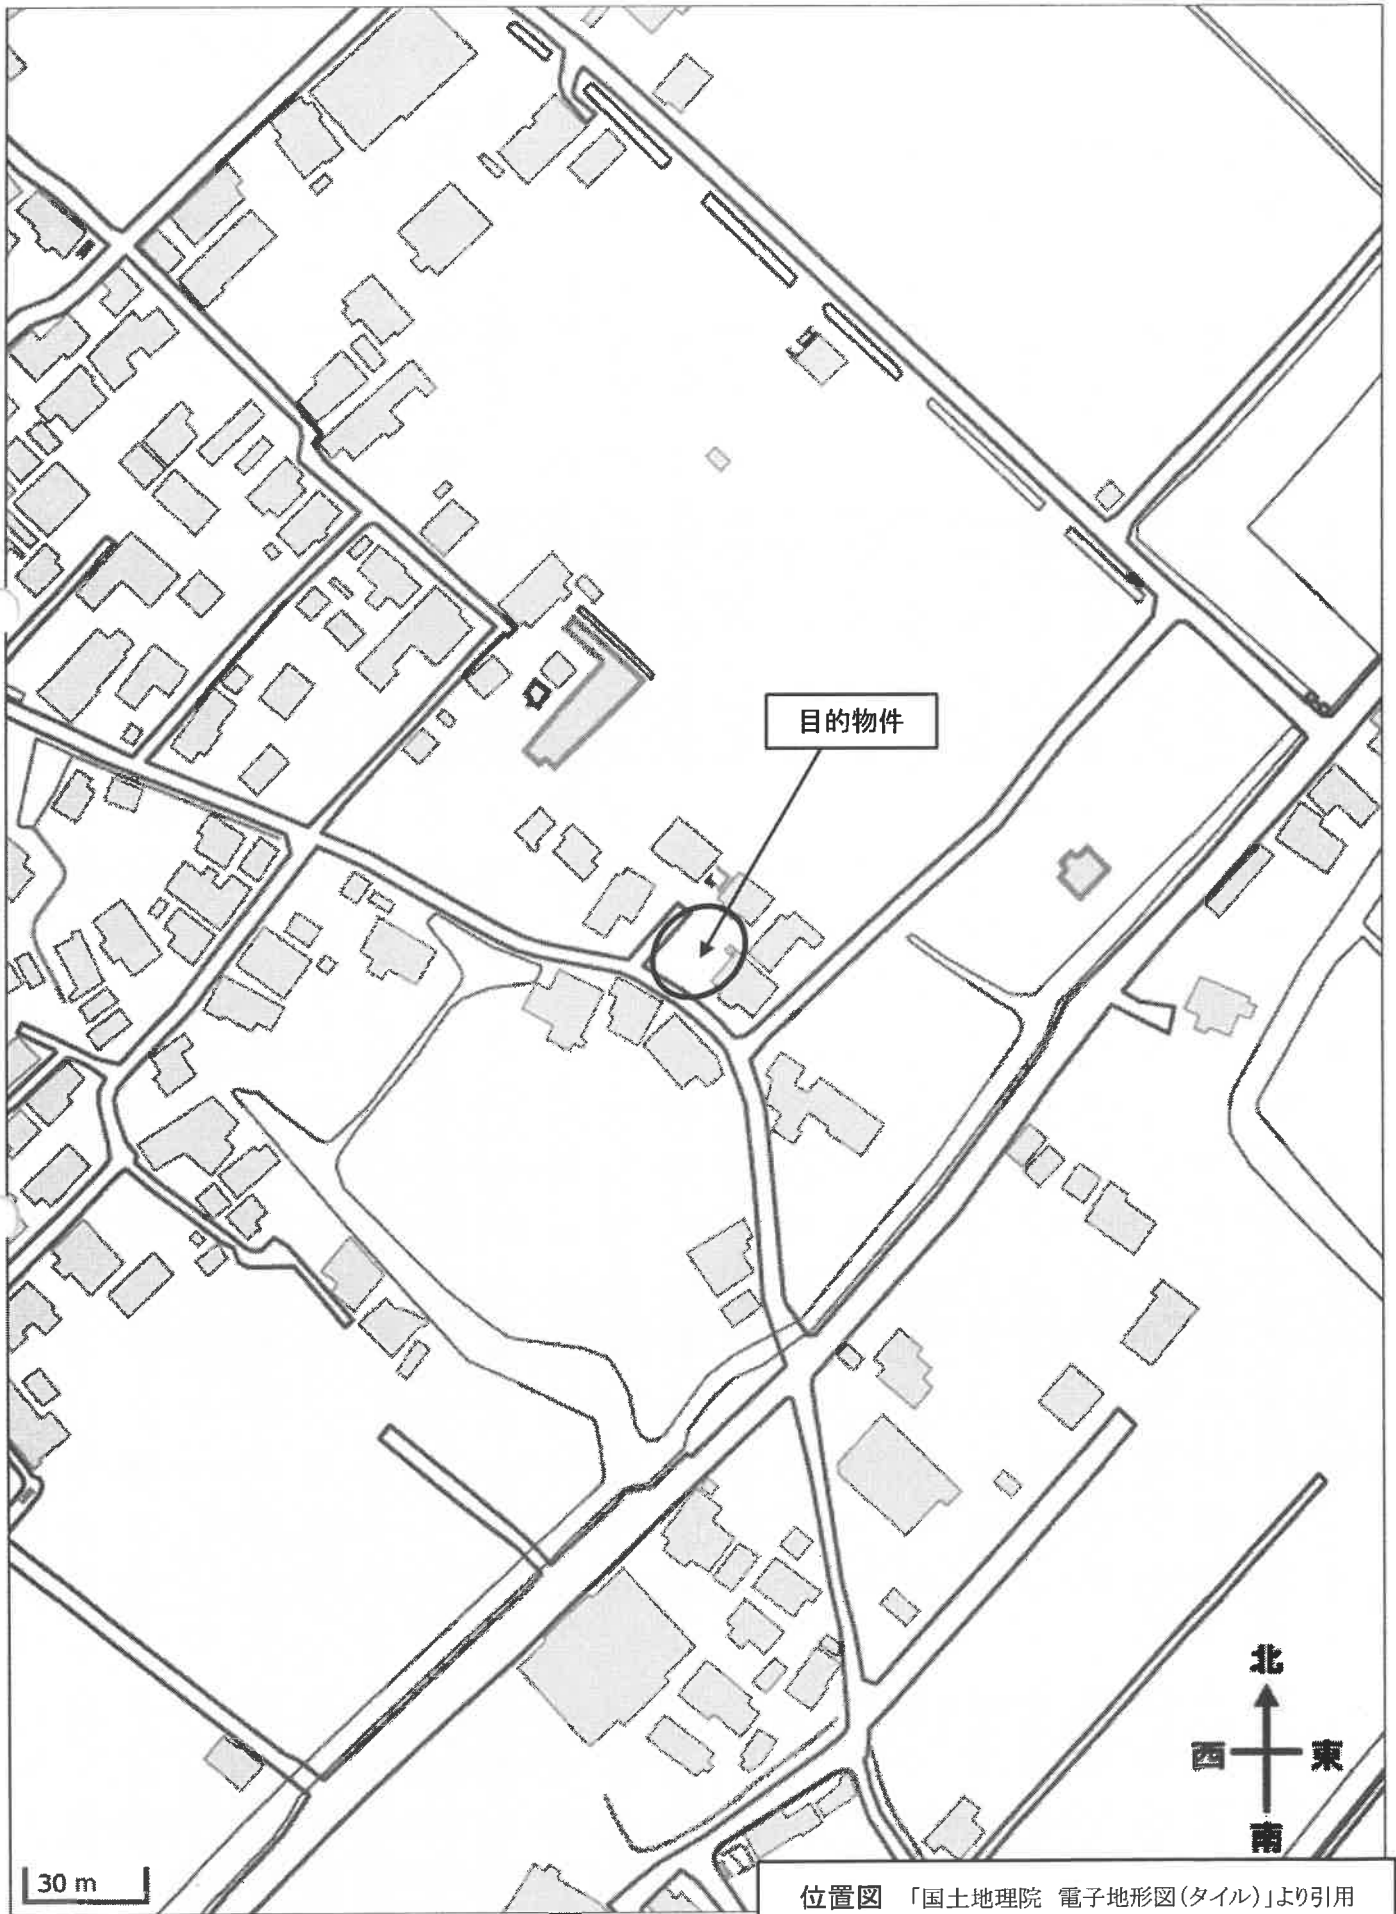 目的物件
北
西 東
南
30 m
位置図 「国土地理院 電子地形図(タイル)」より引用